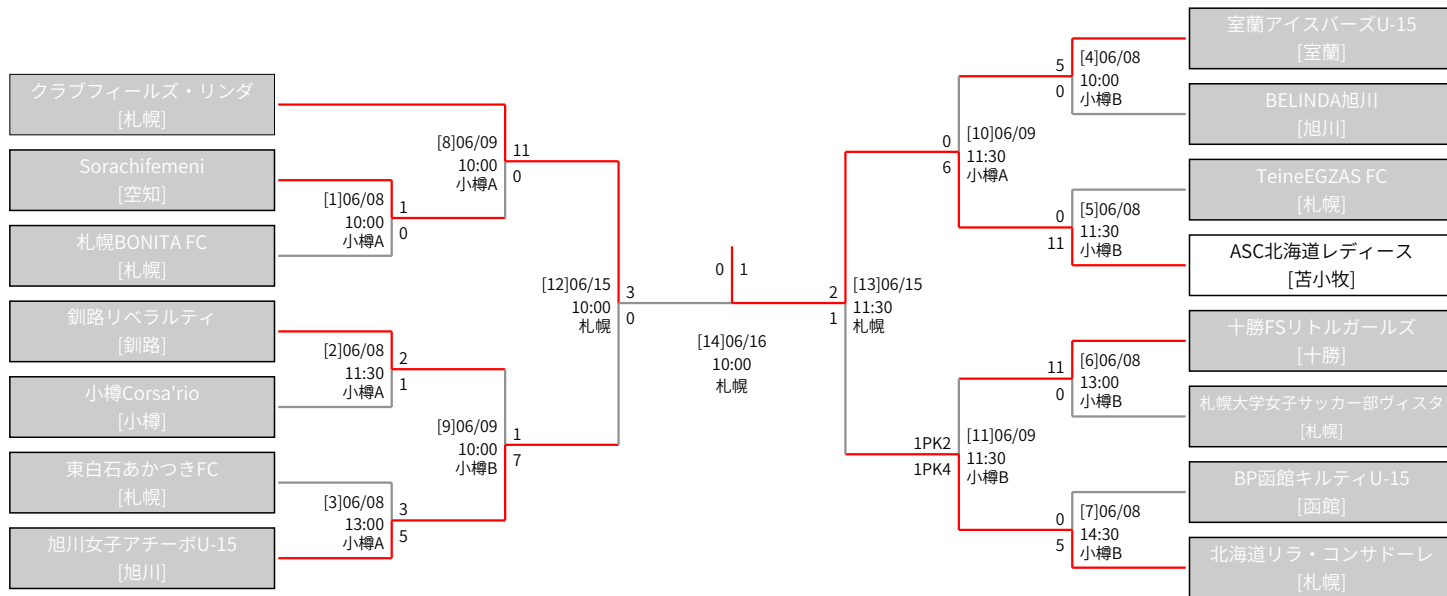 クラブフィールズ・リンダ
[札幌]
Sorachifemeni
[空知]
札幌BONITA FC
[札幌]
釧路リベラルティ
[釧路]
小樽Corsa'rio
[小樽]
東白石あかつきFC
[札幌]
旭川女子アチーボU-15
[旭川]
[1]06/08
10:00
小樽A
1
0
[2]06/08
11:30
小樽A
2
1
[3]06/08
13:00
小樽A
3
5
[8]06/09
10:00
小樽A
11
0
[9]06/09
10:00
小樽B
1
7
[12]06/15
10:00
札幌
3
0
0
1
[14]06/16
10:00
札幌
2
1
[13]06/15
11:30
札幌
0
6
[10]06/09
11:30
小樽A
1PK2
1PK4
[11]06/09
11:30
小樽B
5
0
[4]06/08
10:00
小樽B
0
11
[5]06/08
11:30
小樽B
11
0
[6]06/08
13:00
小樽B
0
5
[7]06/08
14:30
小樽B
室蘭アイスバーズU-15
[室蘭]
BELINDA旭川
[旭川]
TeineEGZAS FC
[札幌]
ASC北海道レディース
[苫小牧]
十勝FSリトルガールズ
[十勝]
札幌大学女子サッカー部ヴィスタ
[札幌]
BP函館キルティU-15
[函館]
北海道リラ・コンサドーレ
[札幌]